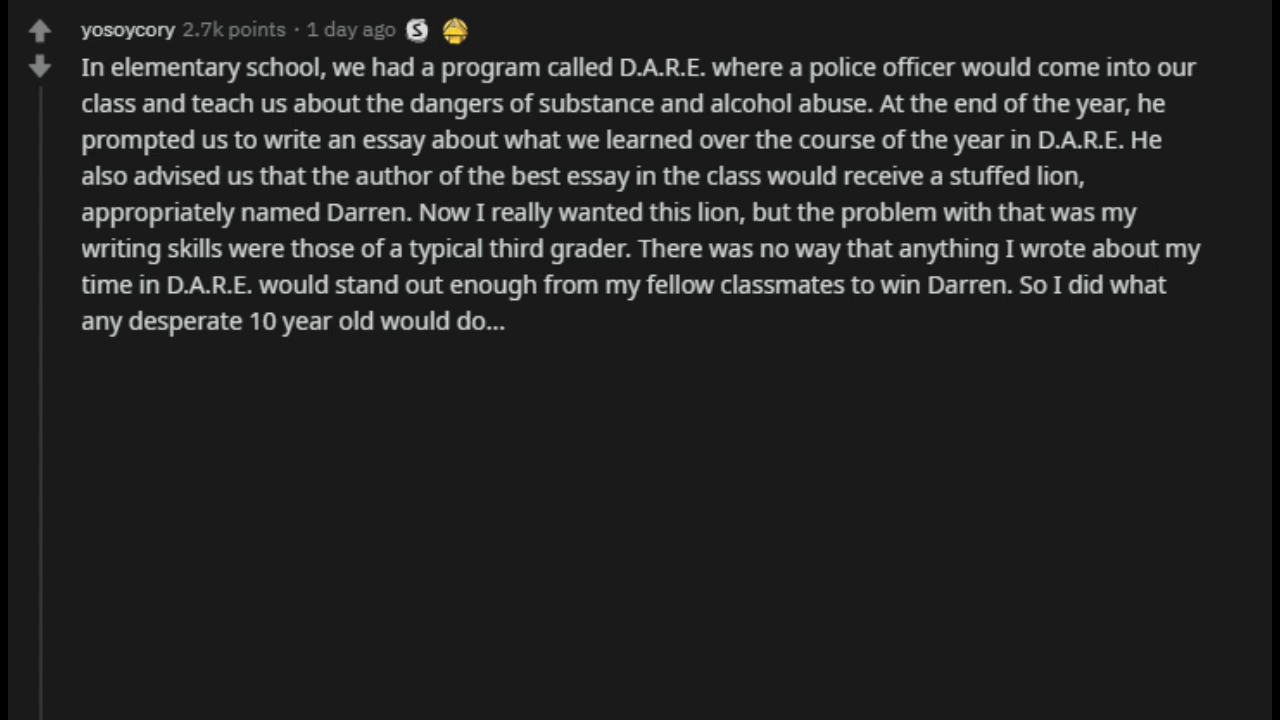 yosoycory 2.7k points · 1 day ago
In elementary school, we had a program called D.A.R.E. where a police officer would come into our
class and teach us about the dangers of substance and alcohol abuse. At the end of the year, he
prompted us to write an essay about what we learned over the course of the year in D.A.R.E. He
also advised us that the author of the best essay in the class would receive a stuffed lion,
appropriately named Darren. Now I really wanted this lion, but the problem with that was my
writing skills were those of a typical third grader. There was no way that anything I wrote about my
time in D.A.R.E. would stand out enough from my fellow classmates to win Darren. So I did what
any desperate 10 year old would do...